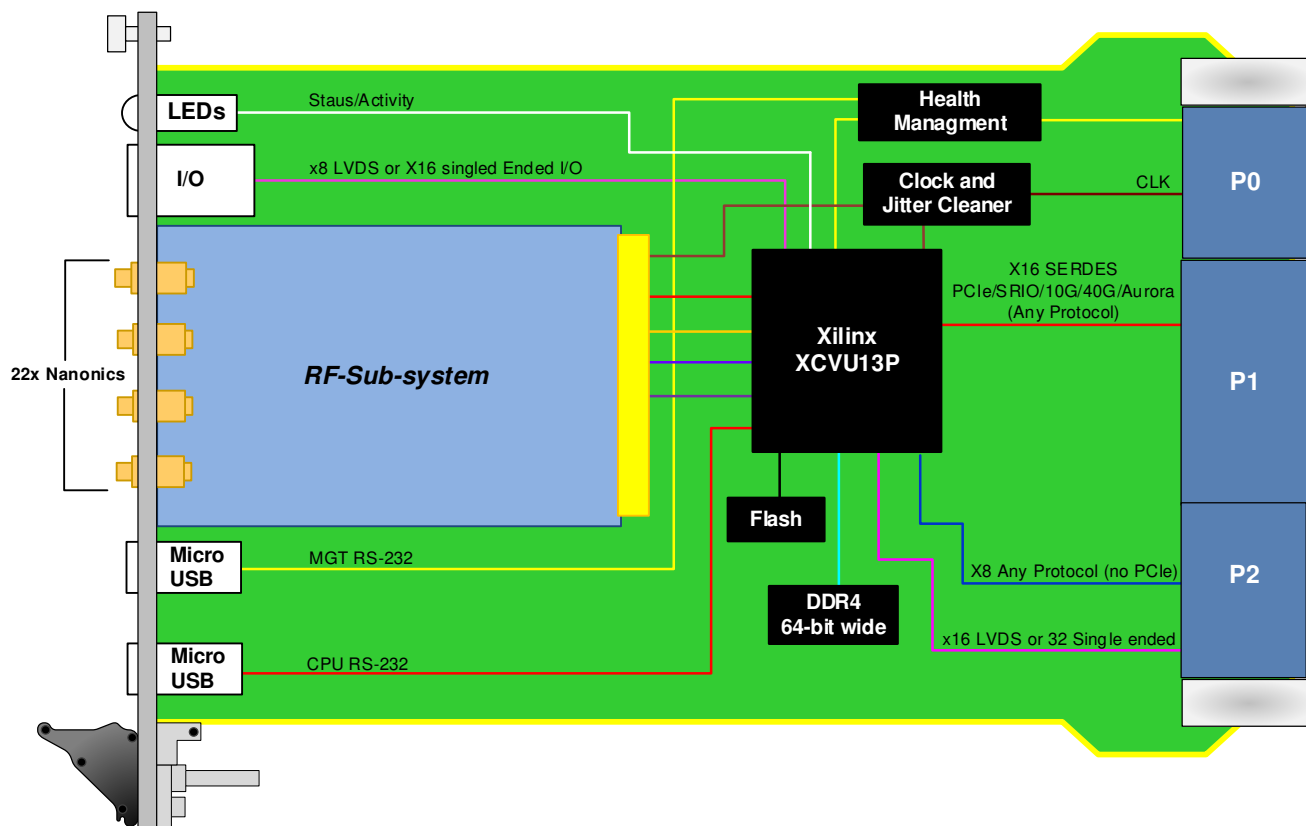 LEDs
Staus/Activity
Health
Managment
I/O
x8 LVDS or X16 singled Ended I/O
Clock and
Jitter Cleaner
CLK
P0
X16 SERDES
PCIe/SRIO/10G/40G/Aurora
(Any Protocol)
22x Nanonics
RF-Sub-system
Xilinx
XCVU13P
P1
Flash
Micro
USB
MGT RS-232
X8 Any Protocol (no PCIe)
P2
DDR4
64-bit wide
x16 LVDS or 32 Single ended
Micro
USB
CPU RS-232